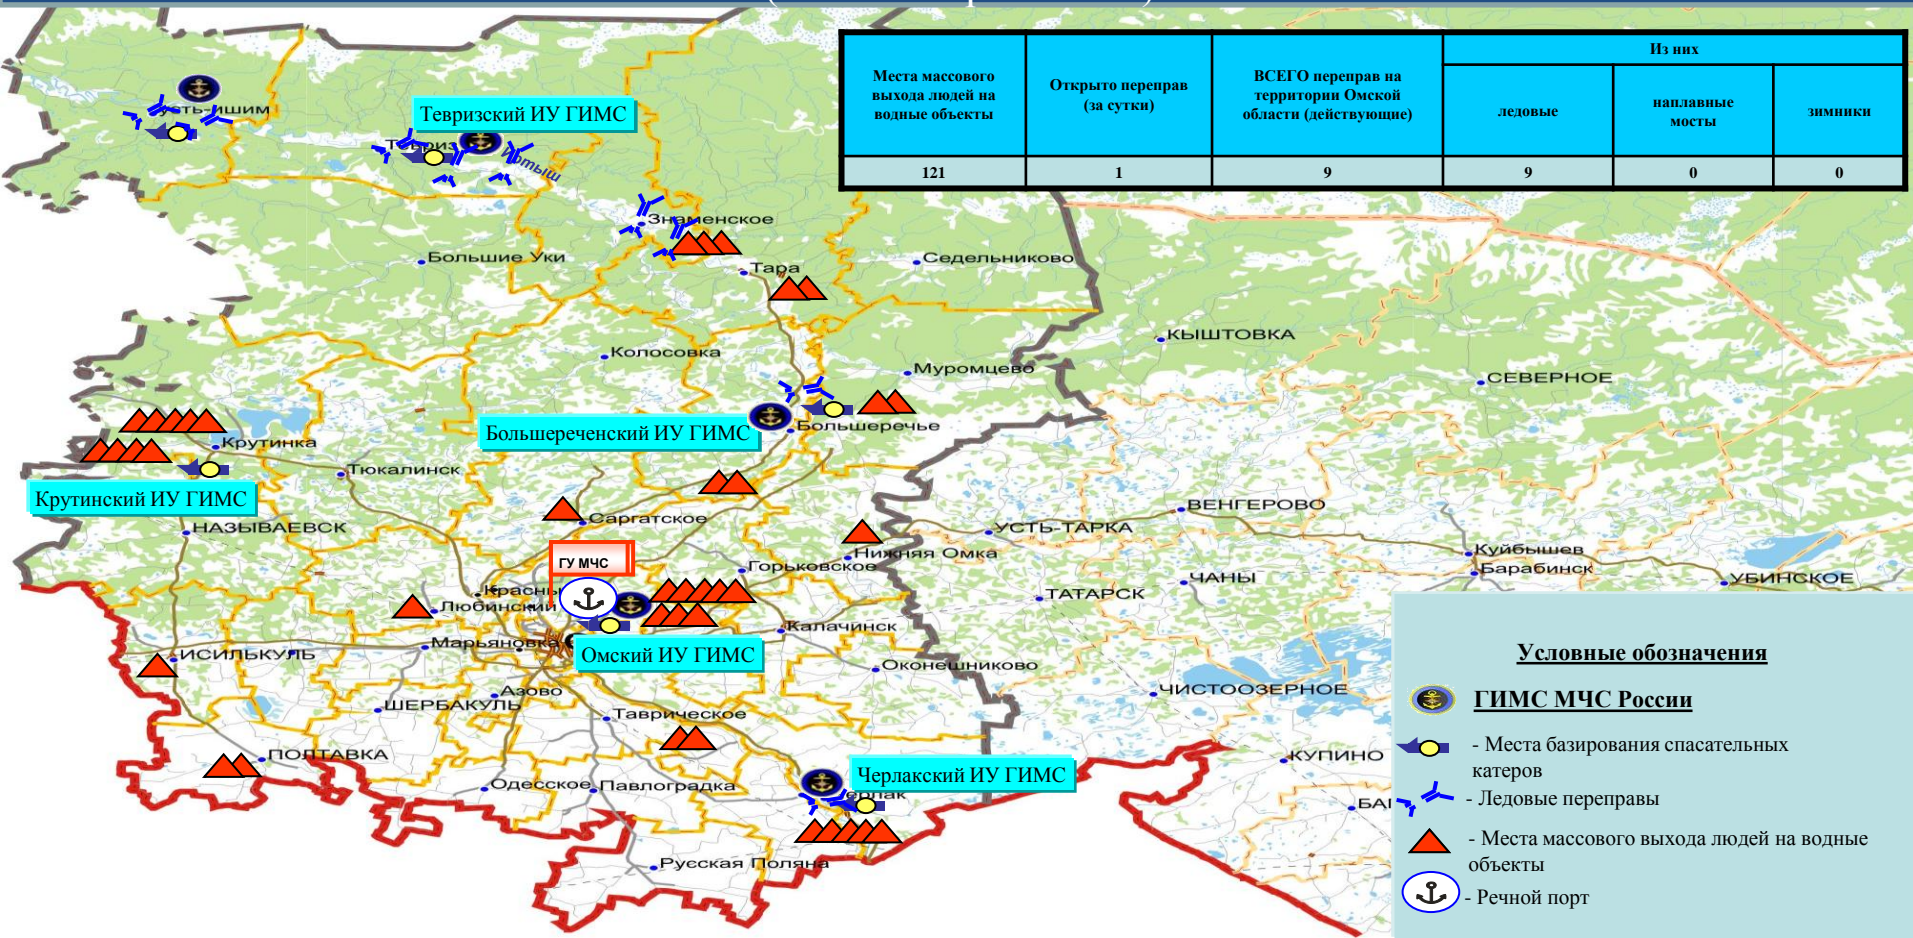 Места массового
выхода людей на
водные объекты
Открыто переправ
(за сутки)
ВСЕГО переправ на
территории Омской
области (действующие)
Из них
ледовые
наплавные
мосты
зимники
121
1
9
9
0
0
Тевризский ИУ ГИМС
Иртыш
Знаменское
Большие Уки
Тара
Седельниково
КЫШТОВКА
Колосовка
Муромцево
СЕВЕРНОЕ
Большереченский ИУ ГИМС
Большеречье
Крутинка
Тюкалинск
Крутинский ИУ ГИМС
НАЗЫВАЕВСК
Саргатское
ВЕНГЕРОВО
УСТЬ-ТАРКА
Нижняя Омка
Куйбышев
Барабинск
ГУ МЧС
Горьковское
ЧАНЫ
УБИНСКОЕ
Любинский
ТАТАРСК
Калачинск
Марьяновка
ИСИЛЬКУЛЬ
Омский ИУ ГИМС
Оконешниково
Азово
ЧИСТООЗЕРНОЕ
ШЕРБАКУЛЬ
Таврическое
ПОЛТАВКА
КУПИНО
Черлакский ИУ ГИМС
Одесское
Павлоградка
Русская Поляна
Условные обозначения
ГИМС МЧС России
- Места базирования спасательных
катеров
- Ледовые переправы
- Места массового выхода людей на водные
объекты
- Речной порт